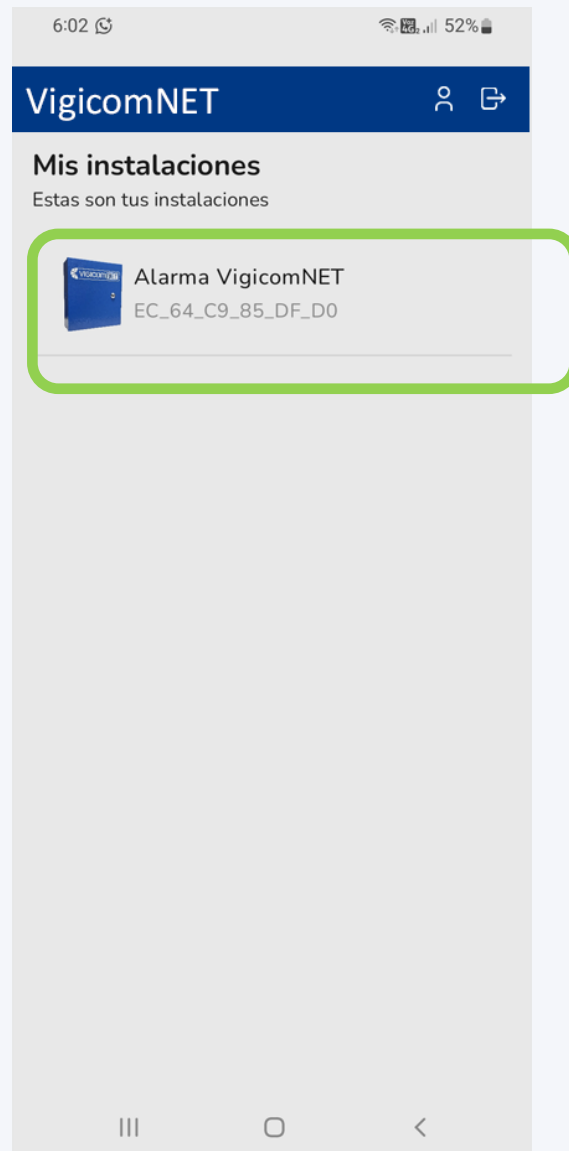 6:02
52%
VigicomNET
Mis instalaciones
Estas son tus instalaciones
Alarma VigicomNET
EC_64_C9_85_DF_D0